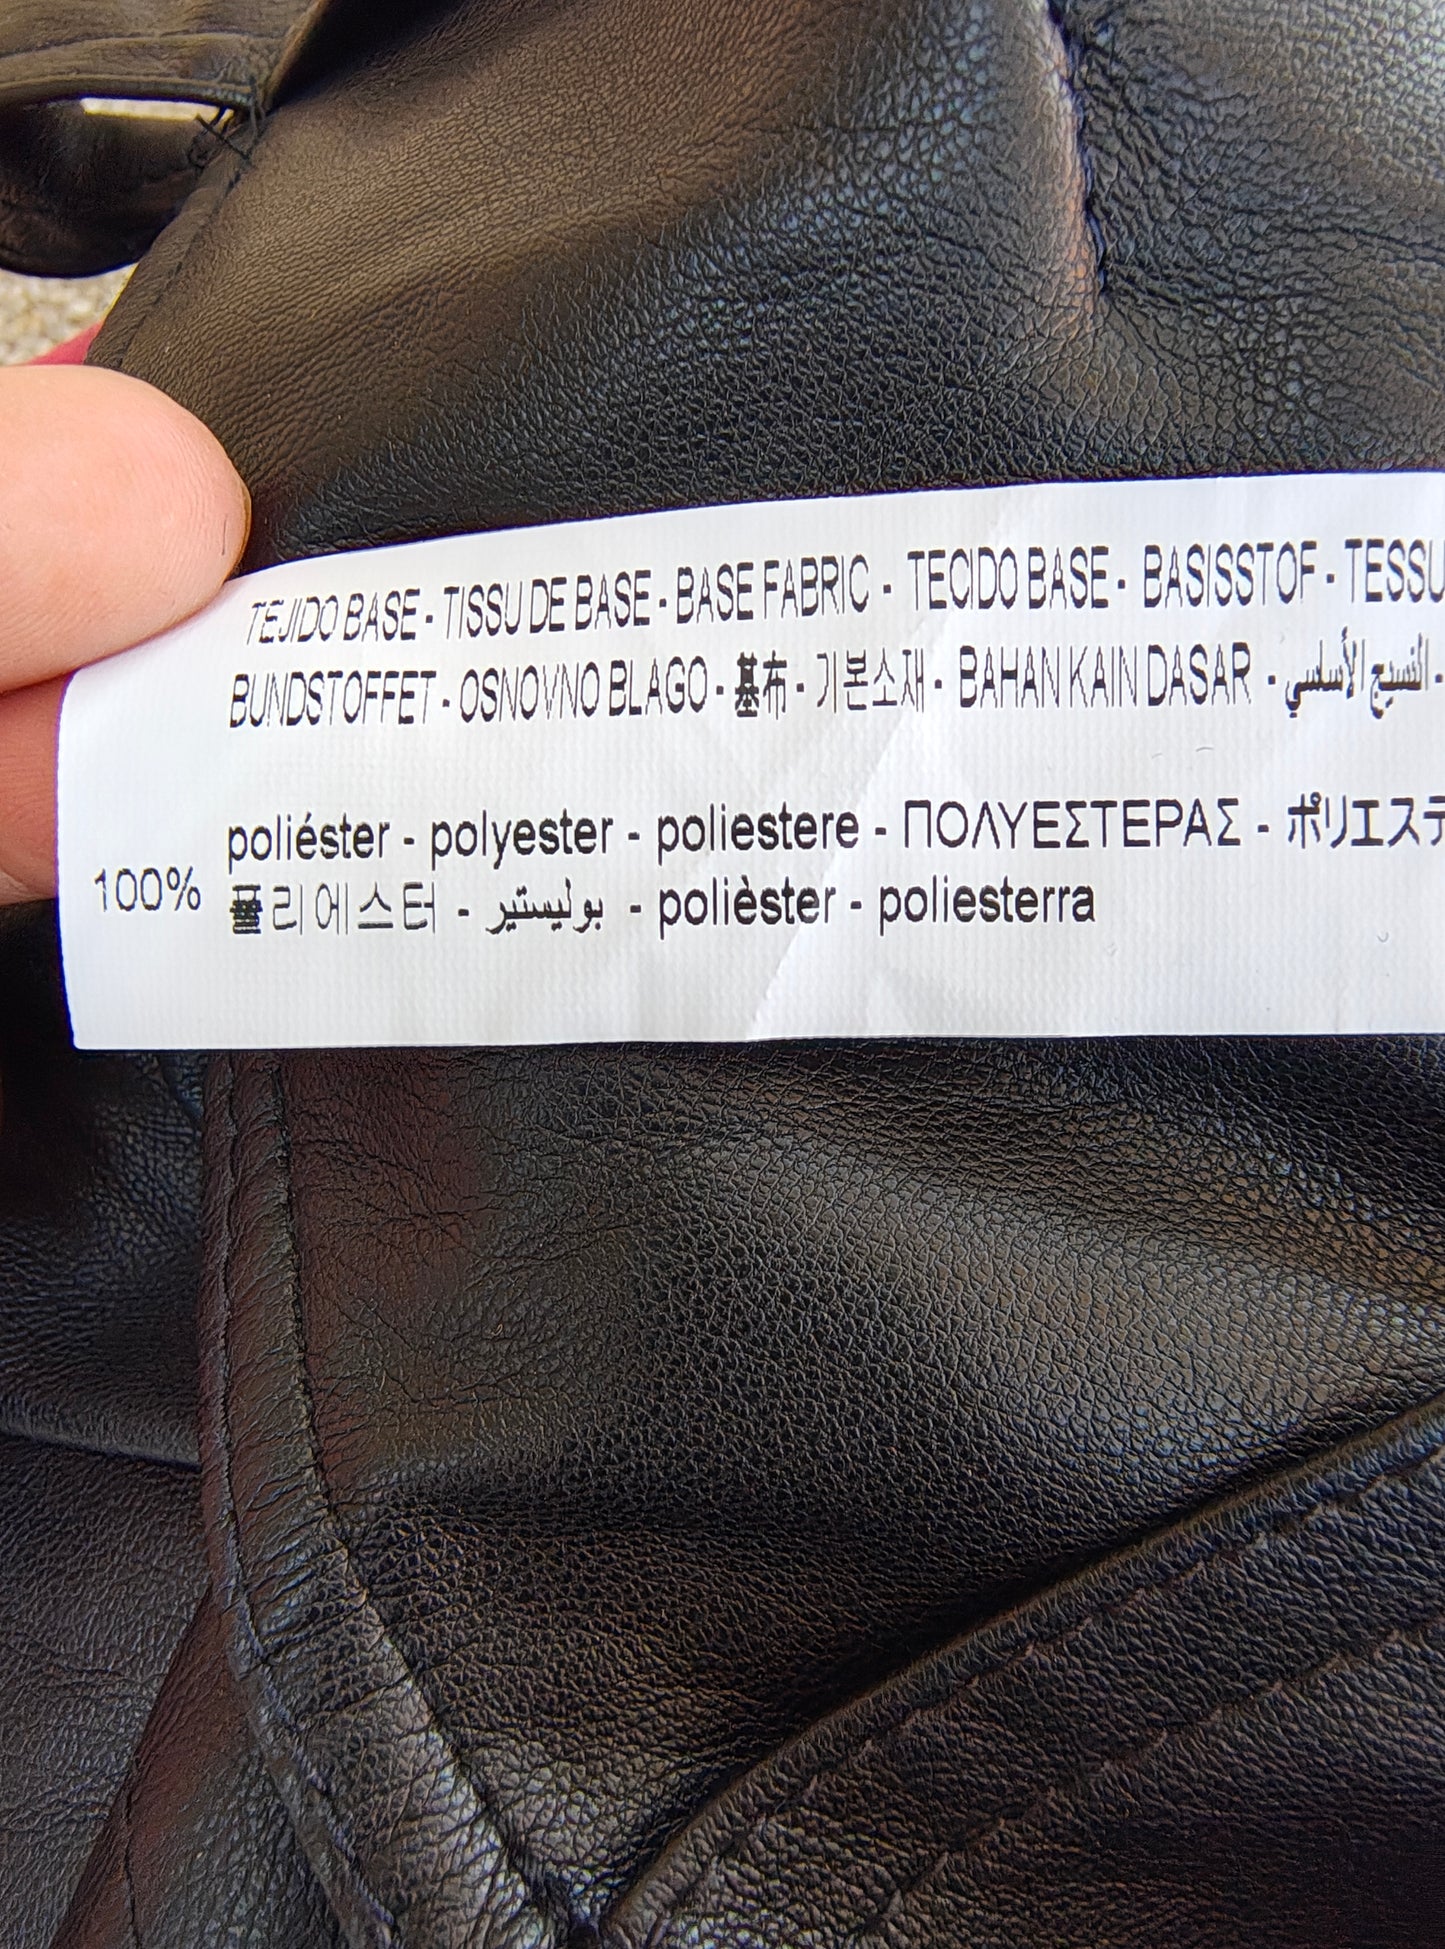 TEJIDO BASE - TISSU DE BASE - BASE FABRIC - TECIDO BASE - BASISSTOF - TESSU
BUNDSTOFFET - OSNOVNO BLAGO - 基布 - 기본소재 - BAHAN KAIN DASAR - النسيج الأساسي -
poliéster - polyester - poliestere - ΠΟΛΥΕΣΤΕΡΑΣ - ポリエステ
100% 폴리에스터 - بوليستير - polièster - poliesterra